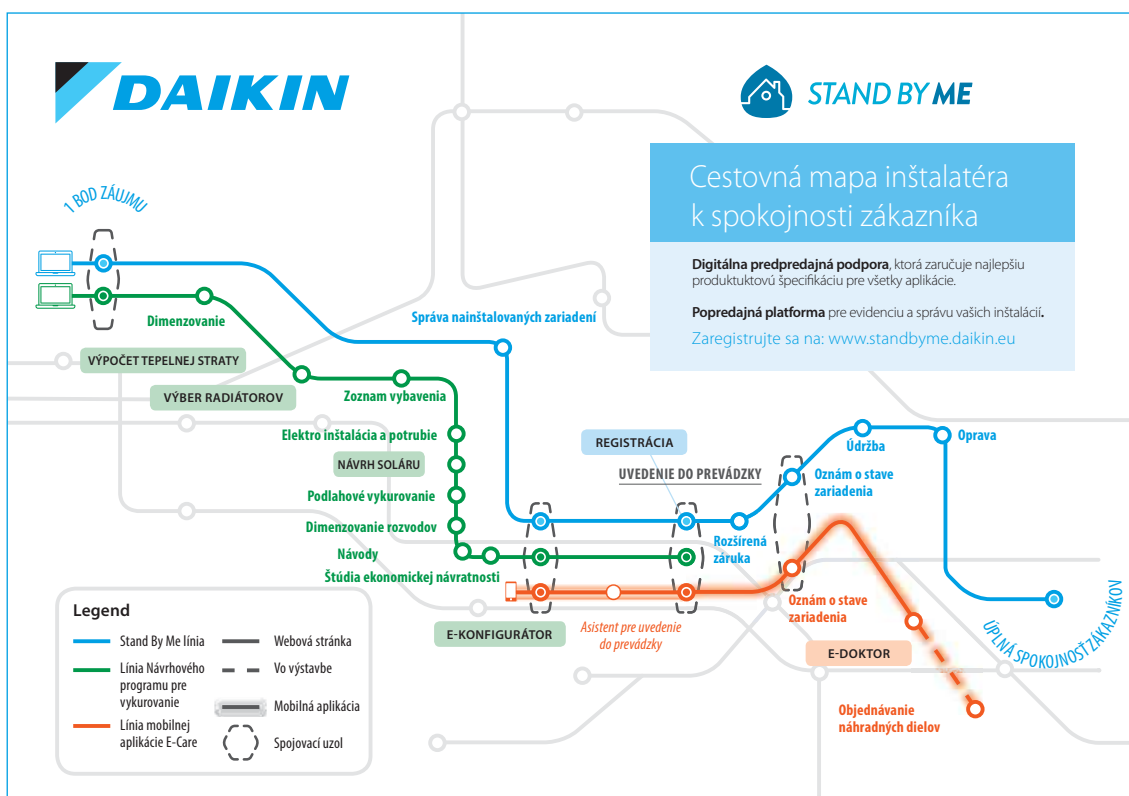 DAIKIN
STAND BY ME
Cestovná mapa inštalatéra
k spokojnosti zákazníka
Digitálna predpredajná podpora, ktorá zaručuje najlepšiu
produktuktovú špecifikáciu pre všetky aplikácie.
Popredajná platforma pre evidenciu a správu vašich inštalácií.
Zaregistrujte sa na: www.standbyme.daikin.eu
1 BOD ZÁUJMU
Dimenzovanie
Správa nainštalovaných zariadení
VÝPOČET TEPELNEJ STRATY
VÝBER RADIÁTOROV
Zoznam vybavenia
Elektro inštalácia a potrubie
NÁVRH SOLÁRU
Podlahové vykurovanie
Dimenzovanie rozvodov
Návody
Štúdia ekonomickej návratnosti
REGISTRÁCIA
UVEDENIE DO PREVÁDZKY
Údržba
Oprava
Oznám o stave
zariadenia
Rozšírená
záruka
Oznám o stave
zariadenia
E-KONFIGURÁTOR
Asistent pre uvedenie
do prevádzky
E-DOKTOR
Objednávanie
náhradných dielov
ÚPLNÁ SPOKOJNOSŤ ZÁKAZNÍKOV
Legend
Stand By Me línia
Línia Návrhového
programu pre
vykurovanie
Línia mobilnej
aplikácie E-Care
Webová stránka
Vo výstavbe
Mobilná aplikácia
Spojovací uzol